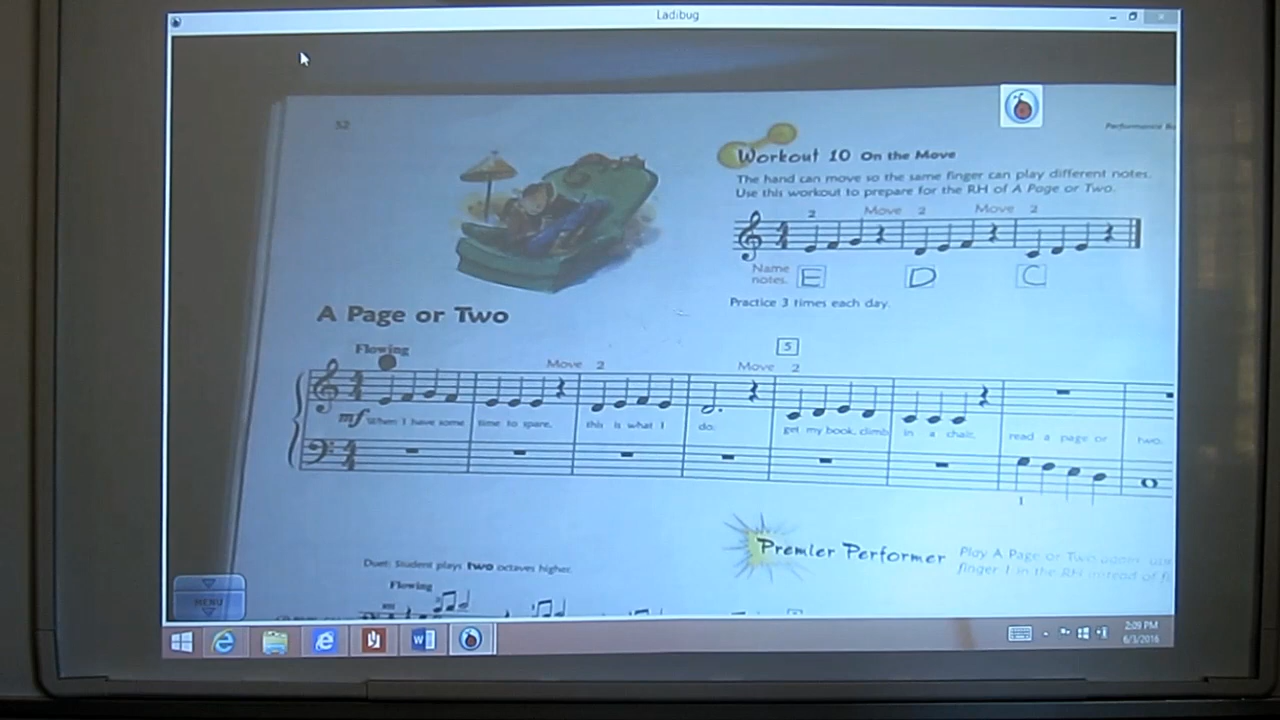 Ladibug
52
Workout 10 On the Move
The hand can move so the same finger can play different notes.
Use this workout to prepare for the RH of A Page or Two.
2 Move 2 Move 2
Name
notes. E D C
Practice 3 times each day.
A Page or Two
5
Flowing
Move 2 Move 2
mf When I have some time to spare, this is what I do: get my book, climb in a chair, read a page or two.
1
Premier Performer
Play A Page or Two again,
finger 1 in the RH instead of
Duet: Student plays two octaves higher.
Flowing
MENU
2:09 PM
6/3/2016